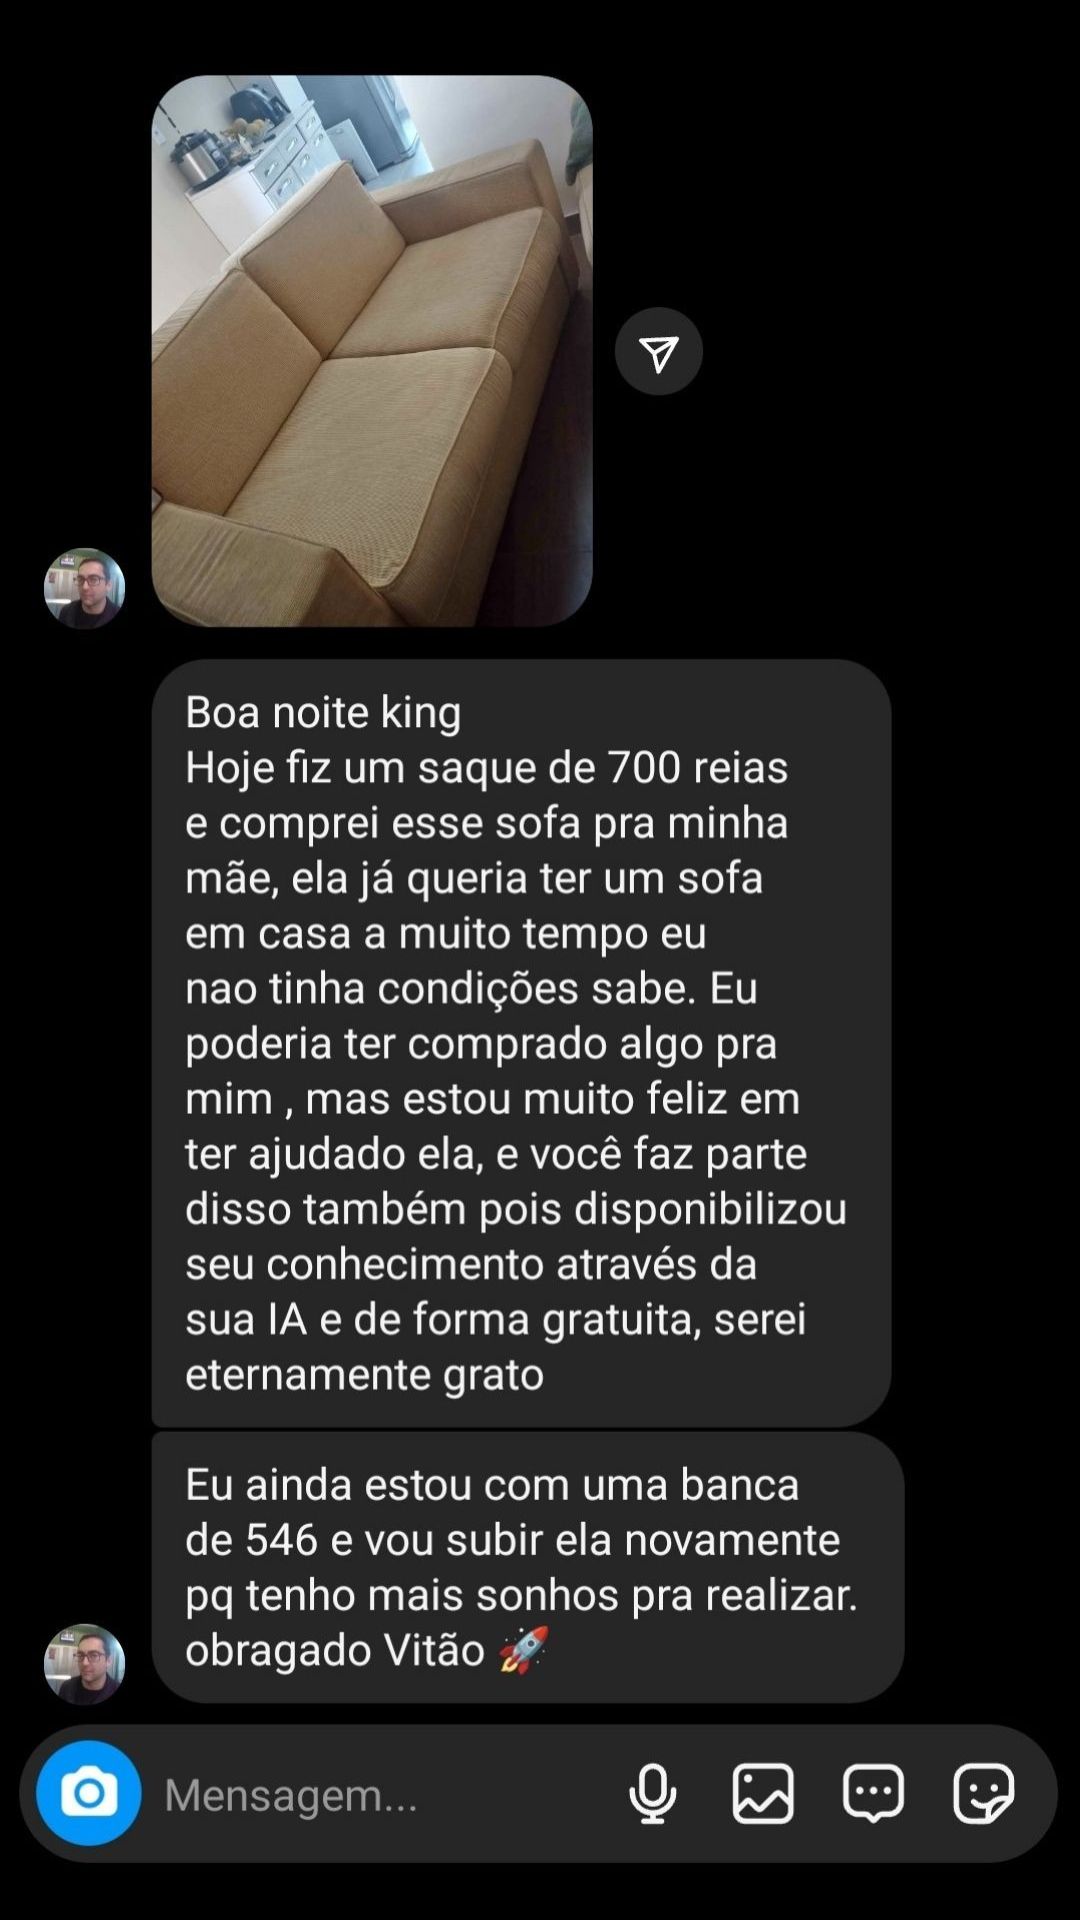 Boa noite king
Hoje fiz um saque de 700 reias
e comprei esse sofa pra minha
mãe, ela já queria ter um sofa
em casa a muito tempo eu
nao tinha condições sabe. Eu
poderia ter comprado algo pra
mim , mas estou muito feliz em
ter ajudado ela, e você faz parte
disso também pois disponibilizou
seu conhecimento através da
sua IA e de forma gratuita, serei
eternamente grato
Eu ainda estou com uma banca
de 546 e vou subir ela novamente
pq tenho mais sonhos pra realizar.
obragado Vitão 🚀
Mensagem...